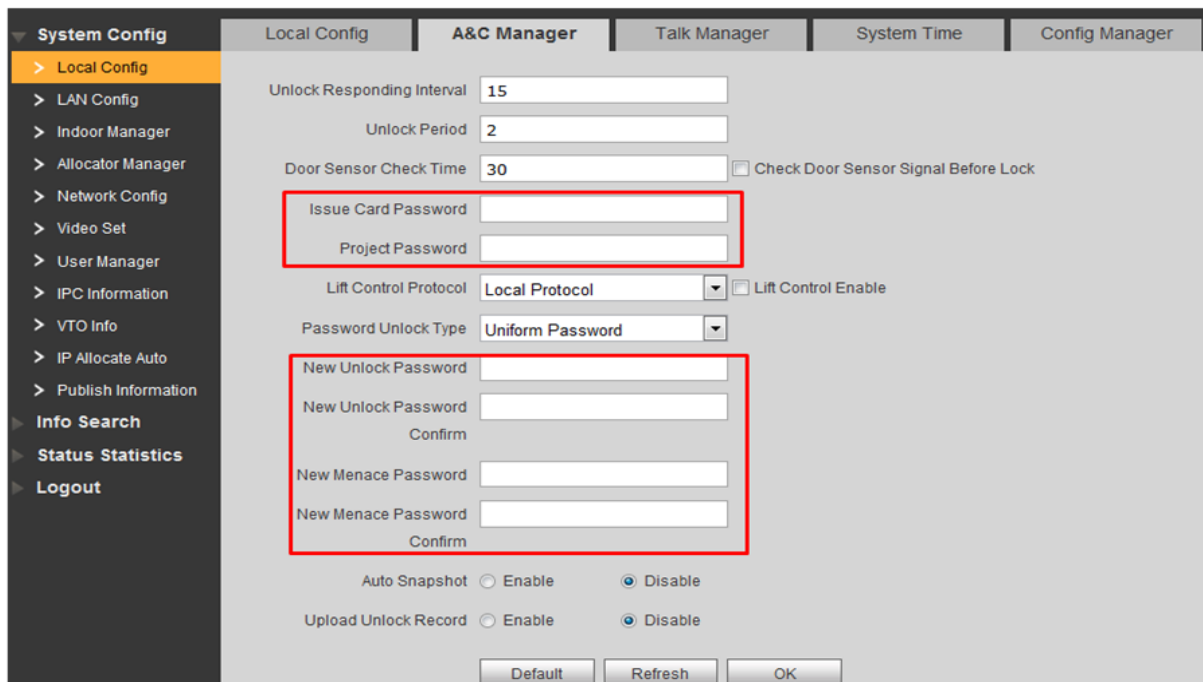 System Config
Local Config
LAN Config
Indoor Manager
Allocator Manager
Network Config
Video Set
User Manager
IPC Information
VTO Info
IP Allocate Auto
Publish Information
Info Search
Status Statistics
Logout
Local Config A&C Manager Talk Manager System Time Config Manager
Unlock Responding Interval 15
Unlock Period 2
Door Sensor Check Time 30 Check Door Sensor Signal Before Lock
Issue Card Password
Project Password
Lift Control Protocol Local Protocol Lift Control Enable
Password Unlock Type Uniform Password
New Unlock Password
New Unlock Password
Confirm
New Menace Password
New Menace Password
Confirm
Auto Snapshot Enable Disable
Upload Unlock Record Enable Disable
Default Refresh OK